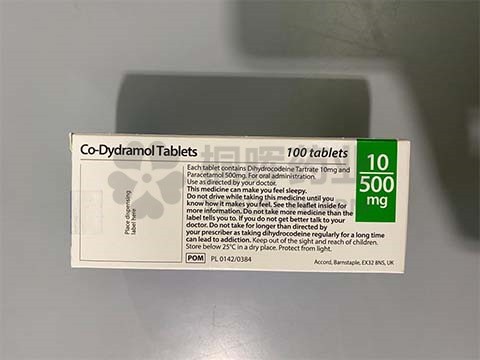 Co-Dydramol Tablets
100 tablets
10
500
mg
Each tablet contains Dihydrocodeine Tartrate 10mg and
Paracetamol 500mg. For oral administration.
Use as directed by your doctor.
This medicine can make you feel sleepy.
Do not drive while taking this medicine until you
know how it makes you feel. See the leaflet inside for
more information. Do not take more medicine than the
label tells you to. If you do not get better talk to your
doctor. Do not take for longer than directed by
your prescriber as taking dihydrocodeine regularly for a long time
can lead to addiction. Keep out of the sight and reach of children.
Store below 25°C in a dry place. Protect from light.
Place dispensing
label here
POM PL 0142/0384
Accord, Barnstaple, EX32 8NS, UK
桐晖药业